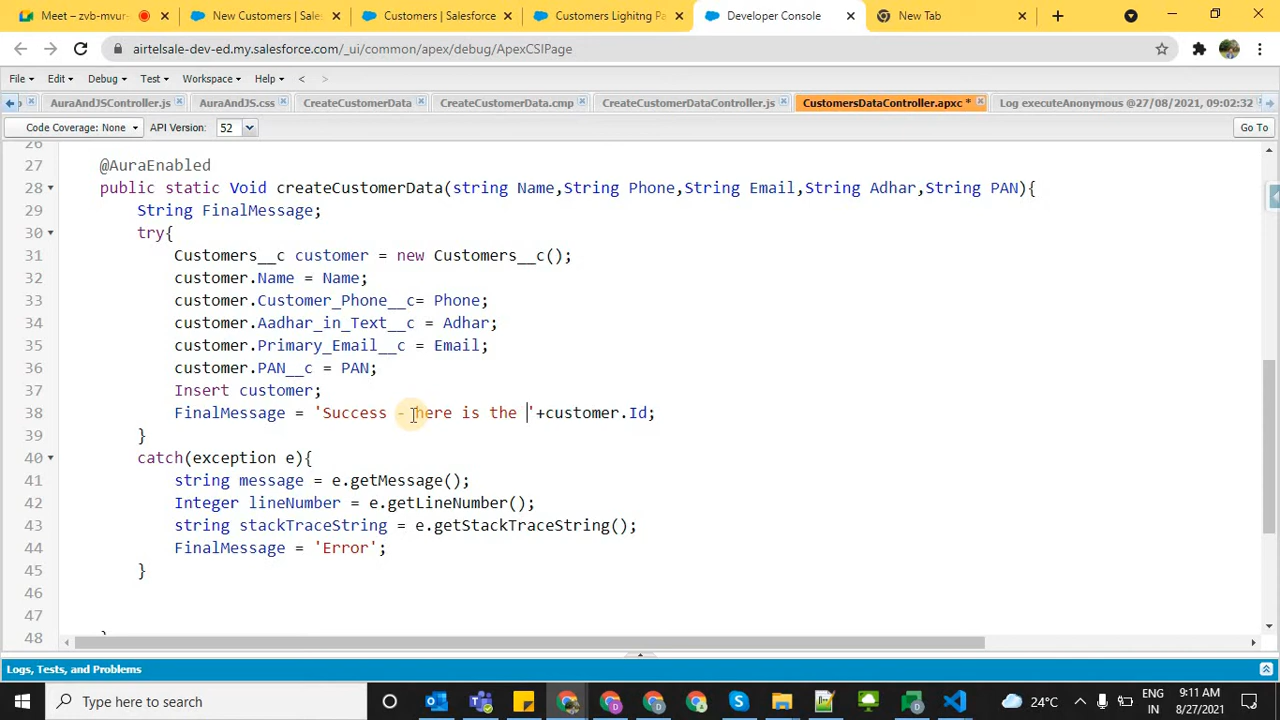 Meet – zvb-mvur-
New Customers | Sales
Customers | Salesforce
Customers Lighitng Pa
Developer Console
New Tab
airtelsale-dev-ed.my.salesforce.com/_ui/common/apex/debug/ApexCSIPage
File Edit Debug Test Workspace Help < >
AuraAndJSController.js
AuraAndJS.css
CreateCustomerData
CreateCustomerData.cmp
CreateCustomerDataController.js
CustomersDataController.apxc *
Log executeAnonymous @27/08/2021, 09:02:32
Code Coverage: None
API Version: 52
Go To
26
27 @AuraEnabled
28 public static Void createCustomerData(string Name,String Phone,String Email,String Adhar,String PAN){
29 String FinalMessage;
30 try{
31 Customers__c customer = new Customers__c();
32 customer.Name = Name;
33 customer.Customer_Phone__c= Phone;
34 customer.Aadhar_in_Text__c = Adhar;
35 customer.Primary_Email__c = Email;
36 customer.PAN__c = PAN;
37 Insert customer;
38 FinalMessage = 'Success - here is the '+customer.Id;
39 }
40 catch(exception e){
41 string message = e.getMessage();
42 Integer lineNumber = e.getLineNumber();
43 string stackTraceString = e.getStackTraceString();
44 FinalMessage = 'Error';
45 }
46
47
48 }
Logs, Tests, and Problems
Type here to search
24°C
ENG
IN
9:11 AM
8/27/2021